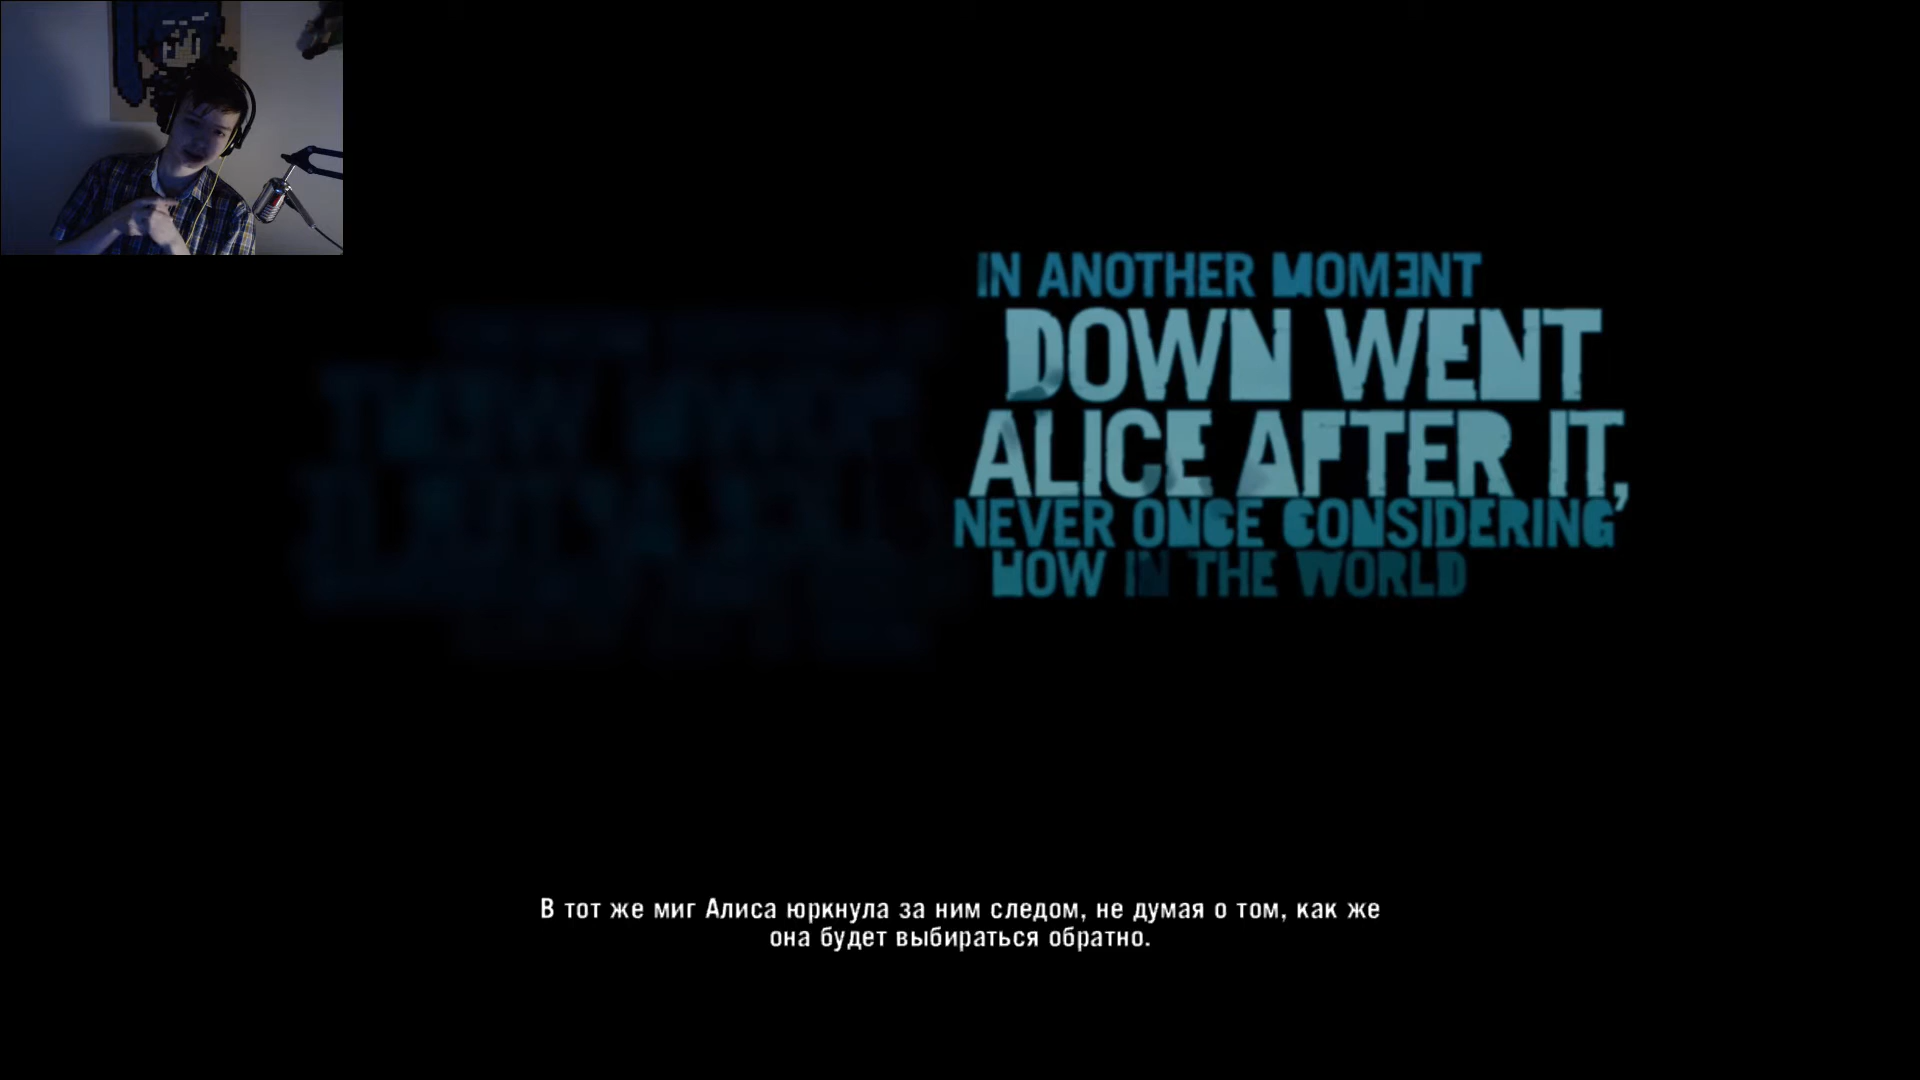 IN ANOTHER MOMENT
DOWN WENT
ALICE AFTER IT,
NEVER ONCE CONSIDERING
HOW IN THE WORLD
В тот же миг Алиса юркнула за ним следом, не думая о том, как же
она будет выбираться обратно.